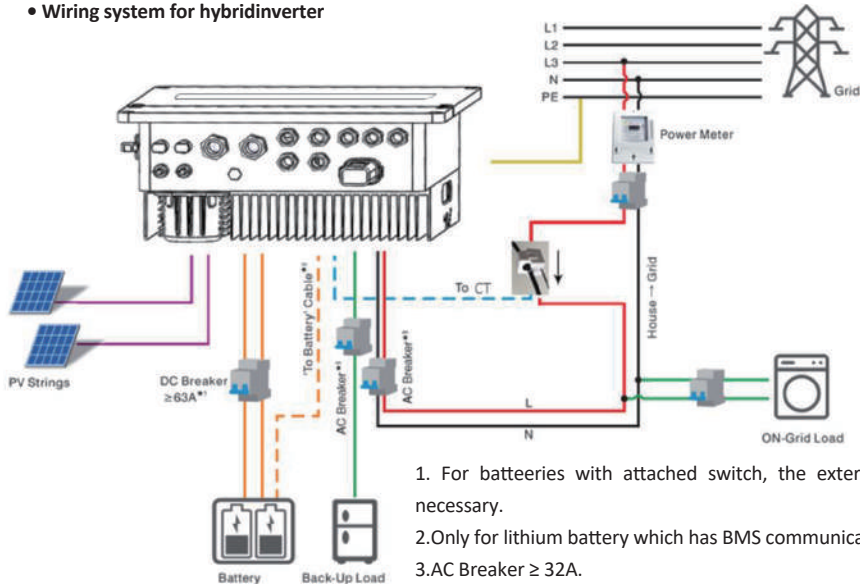 • Wiring system for hybridinverter
L1
L2
L3
N
PE
Grid
Power Meter
To CT
House → Grid
'To Battery' Cable*²
AC Breaker*³
AC Breaker*³
PV Strings
DC Breaker
≥63A*¹
L
N
ON-Grid Load
Battery
Back-Up Load
1. For batteeries with attached switch, the exter
necessary.
2.Only for lithium battery which has BMS communica
3.AC Breaker ≥ 32A.